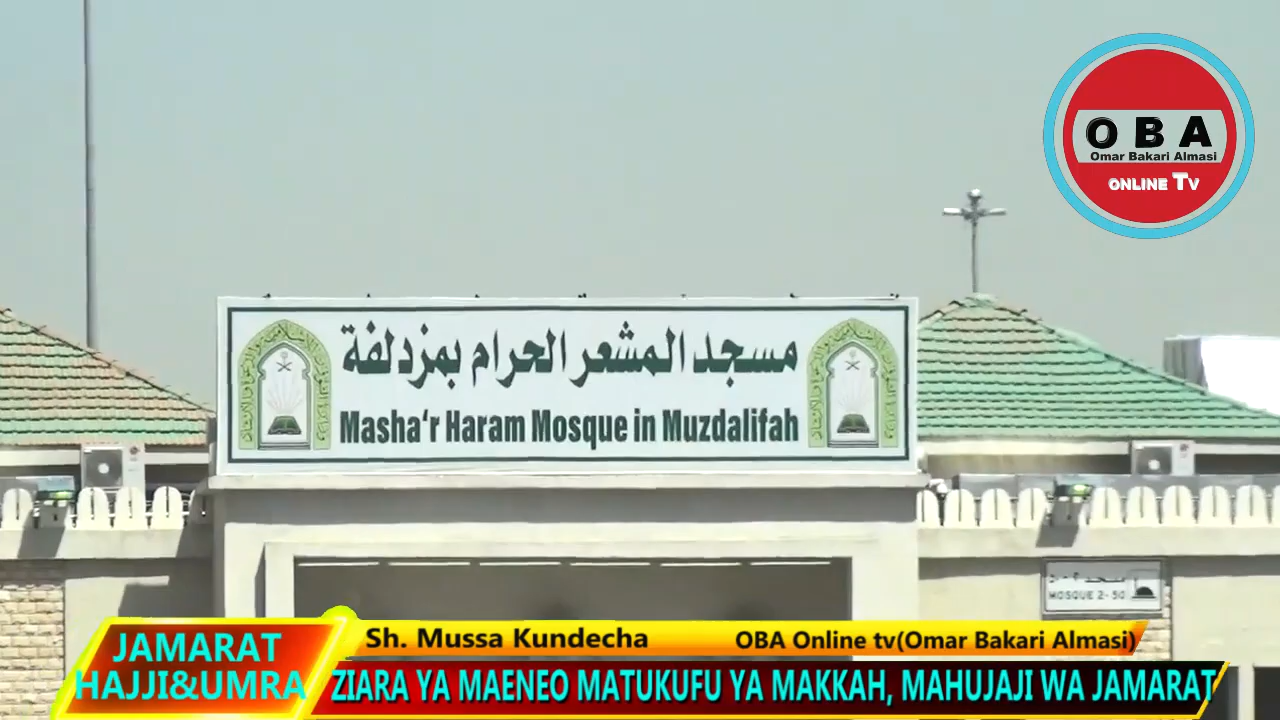 OBA
Omar Bakari Almasi
ONLINE TV
مسجد المشعر الحرام بمزدلفة
Masha'r Haram Mosque in Muzdalifah
MOSQUE 2-50
JAMARAT
HAJJI&UMRA
Sh. Mussa Kundecha
OBA Online tv(Omar Bakari Almasi)
ZIARA YA MAENEO MATUKUFU YA MAKKAH, MAHUJAJI WA JAMARAT